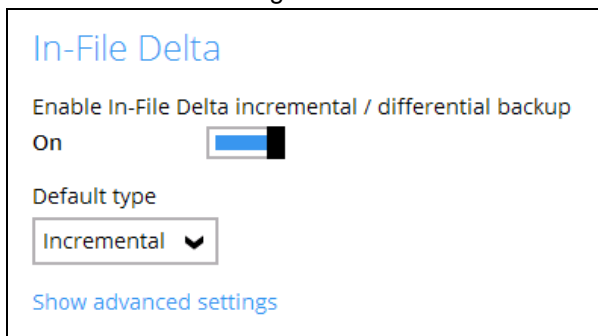 In-File Delta
Enable In-File Delta incremental / differential backup
On
Default type
Incremental
Show advanced settings